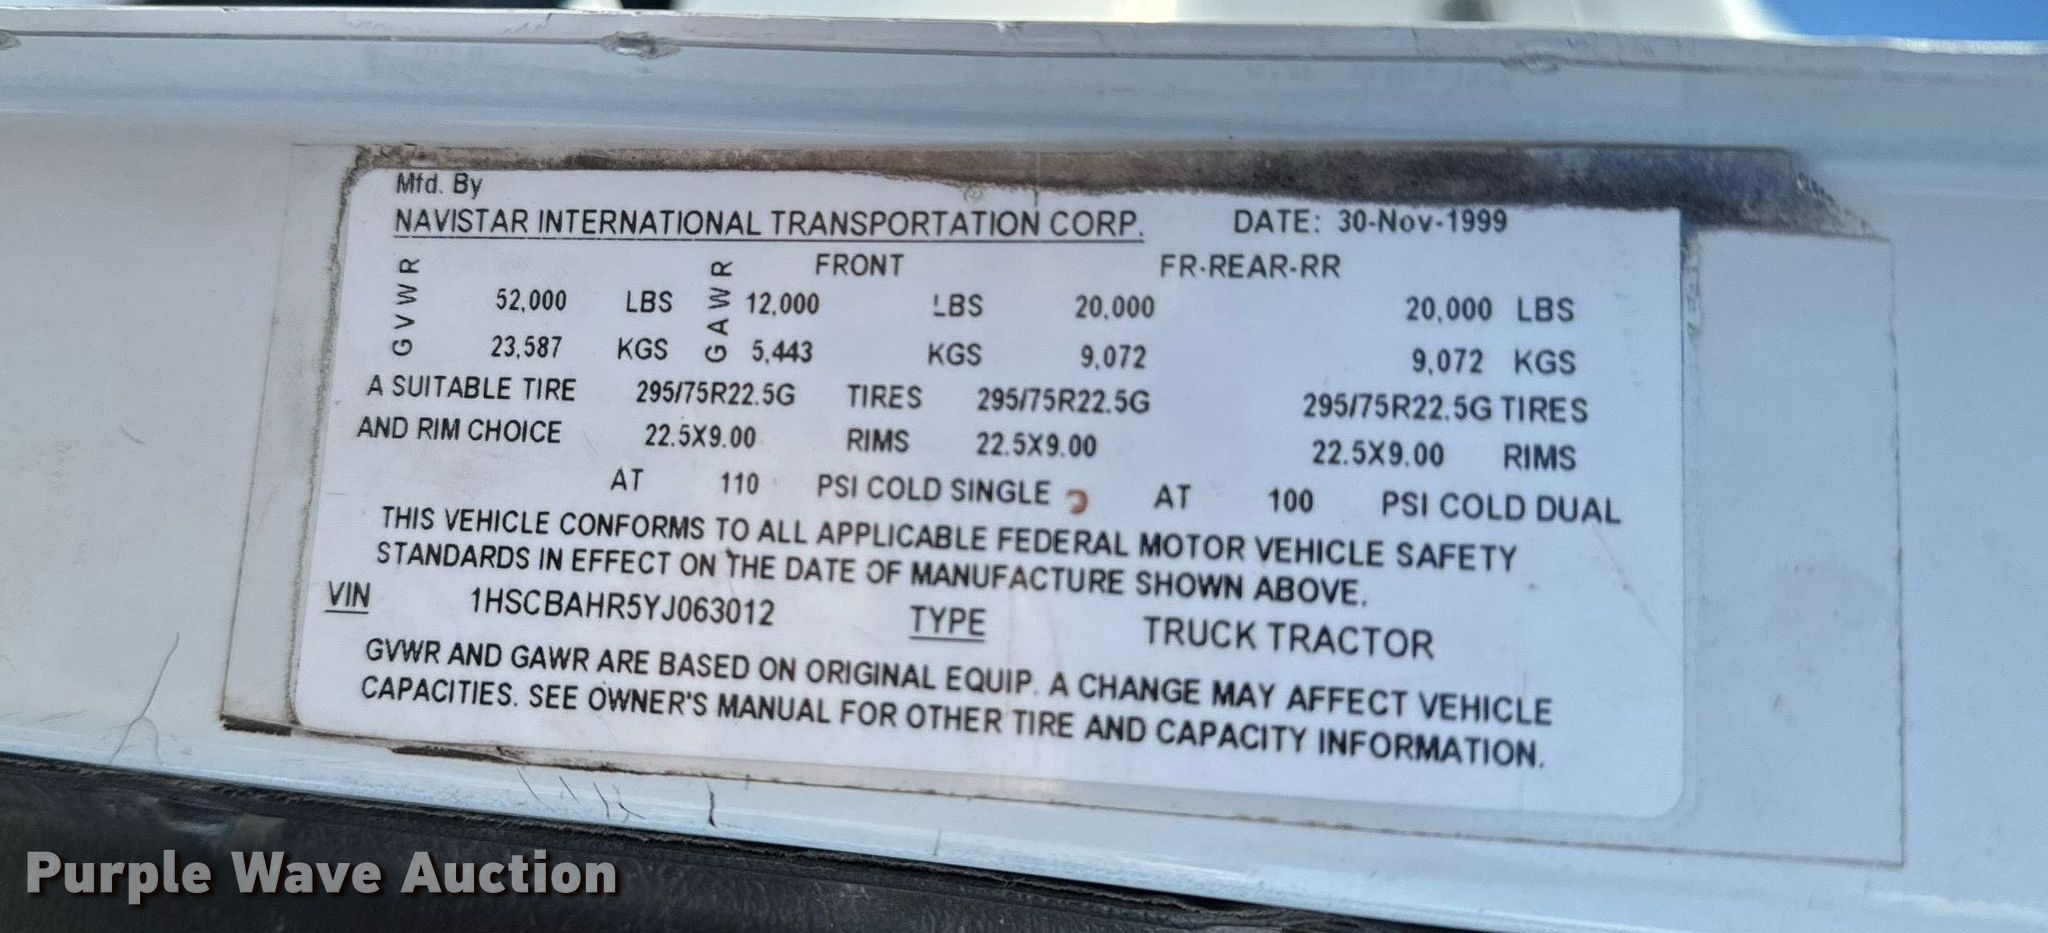 Mfd. By
NAVISTAR INTERNATIONAL TRANSPORTATION CORP. DATE: 30-Nov-1999
GVWR GAWR FRONT FR-REAR-RR
52,000 LBS 12,000 LBS 20,000 20,000 LBS
23,587 KGS 5,443 KGS 9,072 9,072 KGS
A SUITABLE TIRE 295/75R22.5G TIRES 295/75R22.5G 295/75R22.5G TIRES
AND RIM CHOICE 22.5X9.00 RIMS 22.5X9.00 22.5X9.00 RIMS
AT 110 PSI COLD SINGLE AT 100 PSI COLD DUAL
THIS VEHICLE CONFORMS TO ALL APPLICABLE FEDERAL MOTOR VEHICLE SAFETY
STANDARDS IN EFFECT ON THE DATE OF MANUFACTURE SHOWN ABOVE.
VIN 1HSCBAHR5YJ063012 TYPE TRUCK TRACTOR
GVWR AND GAWR ARE BASED ON ORIGINAL EQUIP. A CHANGE MAY AFFECT VEHICLE
CAPACITIES. SEE OWNER'S MANUAL FOR OTHER TIRE AND CAPACITY INFORMATION.
Purple Wave Auction